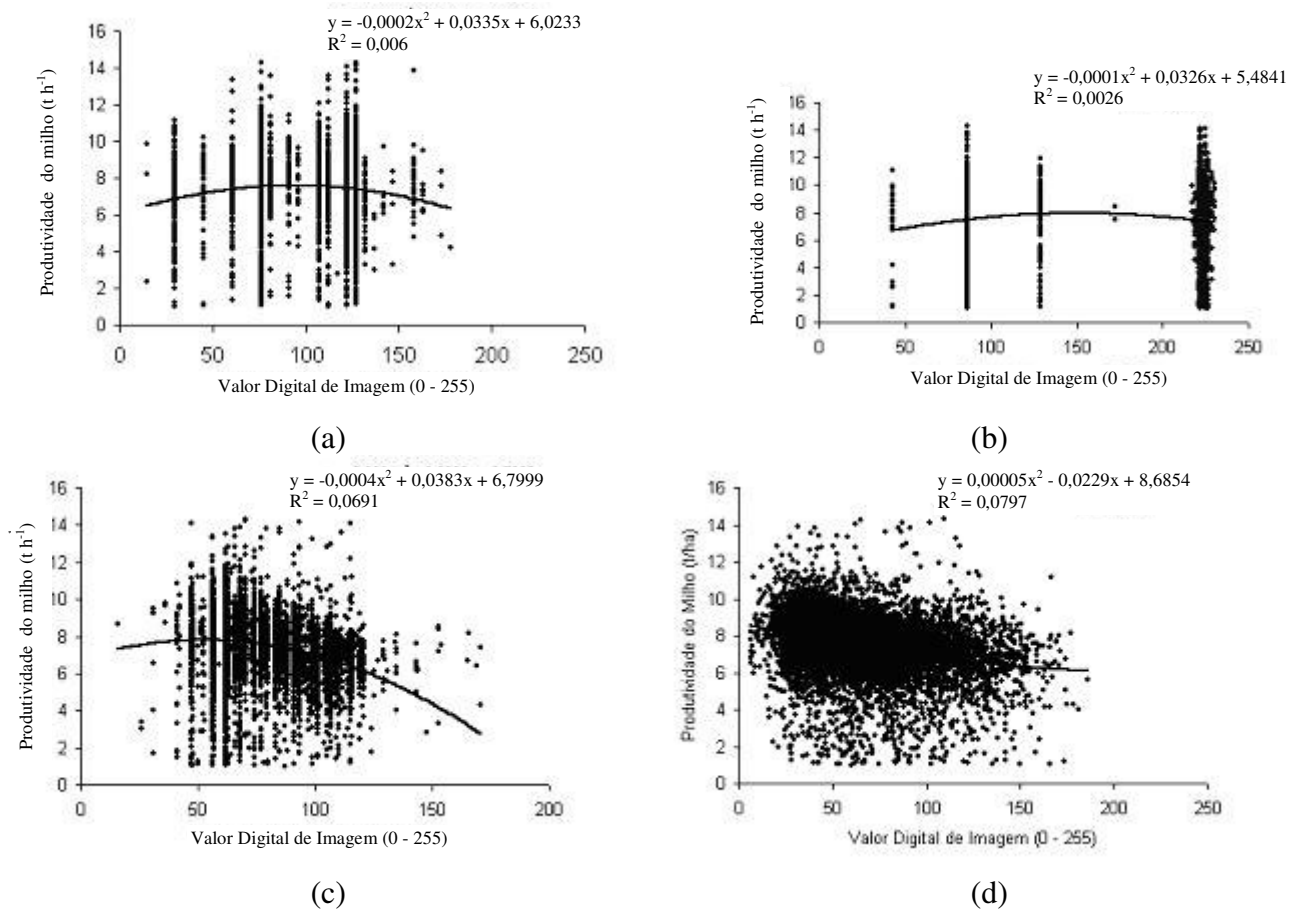 y = -0,0002x² + 0,0335x + 6,0233
R² = 0,006
Produtividade do milho (t h⁻¹)
16
14
12
10
8
6
4
2
0
0 50 100 150 200 250
Valor Digital de Imagem (0 - 255)
(a)
y = -0,0001x² + 0,0326x + 5,4841
R² = 0,0026
Produtividade do milho (t h⁻¹)
16
14
12
10
8
6
4
2
0
0 50 100 150 200 250
Valor Digital de Imagem (0 - 255)
(b)
y = -0,0004x² + 0,0383x + 6,7999
R² = 0,0691
Produtividade do milho (t h⁻¹)
16
14
12
10
8
6
4
2
0
0 50 100 150 200
Valor Digital de Imagem (0 - 255)
(c)
y = 0,00005x² - 0,0229x + 8,6854
R² = 0,0797
Produtividade do Milho (t/ha)
16
14
12
10
8
6
4
2
0
0 50 100 150 200 250
Valor Digital de Imagem (0 - 255)
(d)